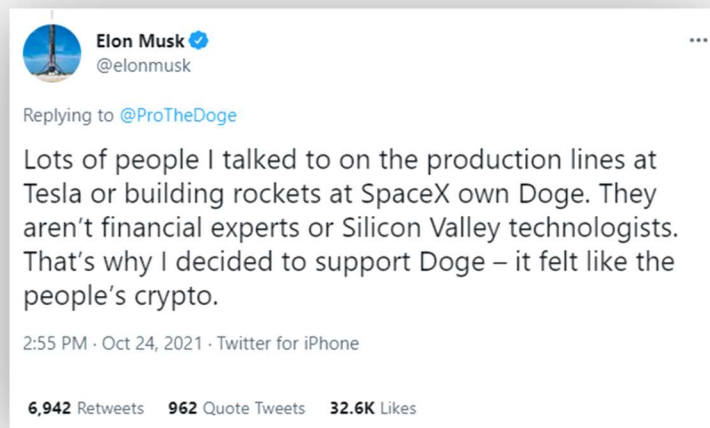 Elon Musk
@elonmusk
Replying to @ProTheDoge
Lots of people I talked to on the production lines at
Tesla or building rockets at SpaceX own Doge. They
aren’t financial experts or Silicon Valley technologists.
That’s why I decided to support Doge – it felt like the
people’s crypto.
2:55 PM · Oct 24, 2021 · Twitter for iPhone
6,942 Retweets 962 Quote Tweets 32.6K Likes